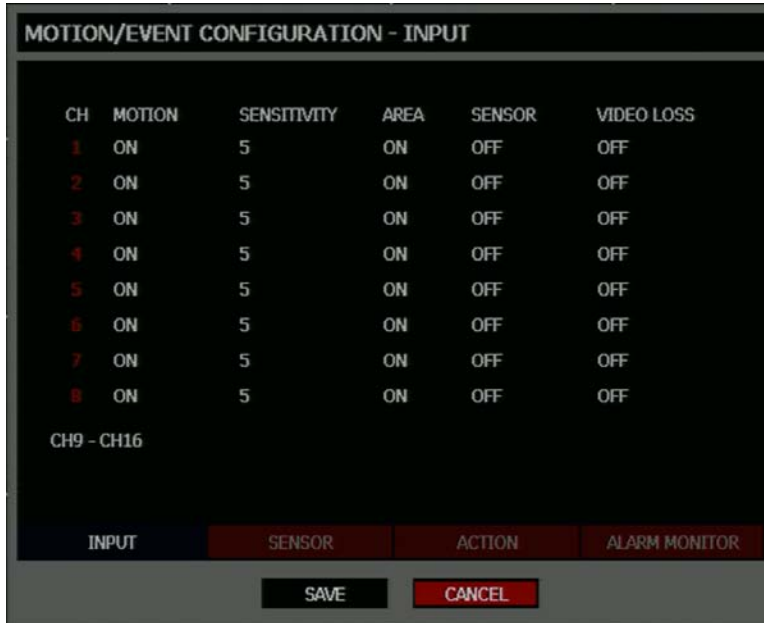 MOTION/EVENT CONFIGURATION - INPUT
CH MOTION SENSITIVITY AREA SENSOR VIDEO LOSS
1 ON 5 ON OFF OFF
2 ON 5 ON OFF OFF
3 ON 5 ON OFF OFF
4 ON 5 ON OFF OFF
5 ON 5 ON OFF OFF
6 ON 5 ON OFF OFF
7 ON 5 ON OFF OFF
8 ON 5 ON OFF OFF
CH9 - CH16
INPUT SENSOR ACTION ALARM MONITOR
SAVE CANCEL